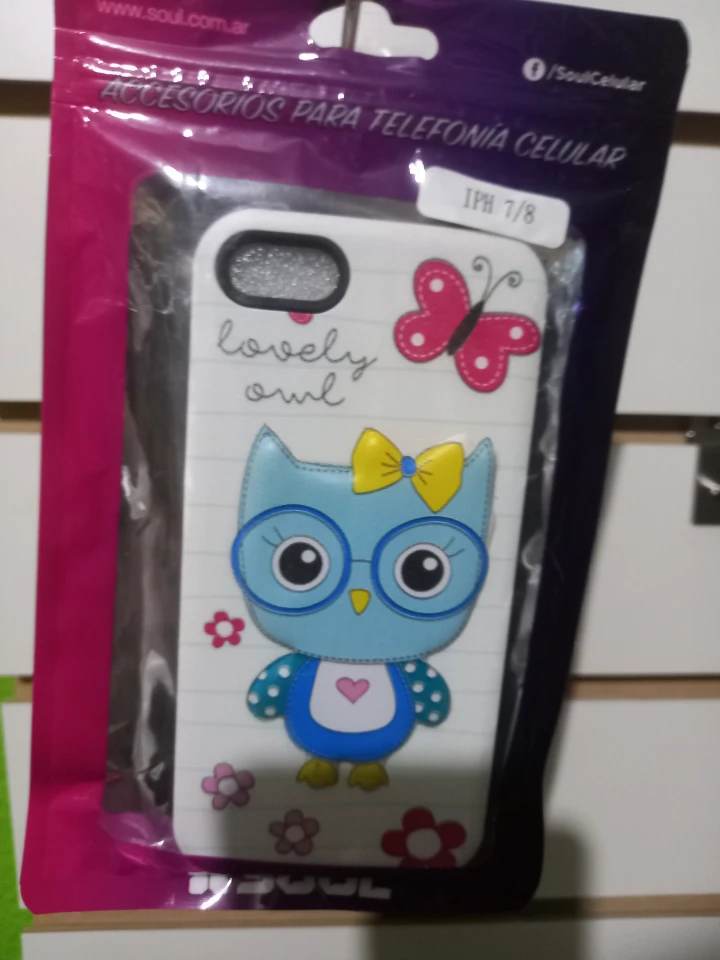 www.soul.com.ar
/SoulCelular
ACCESORIOS PARA TELEFONÍA CELULAR
IPH 7/8
lovely
owl
SOUL